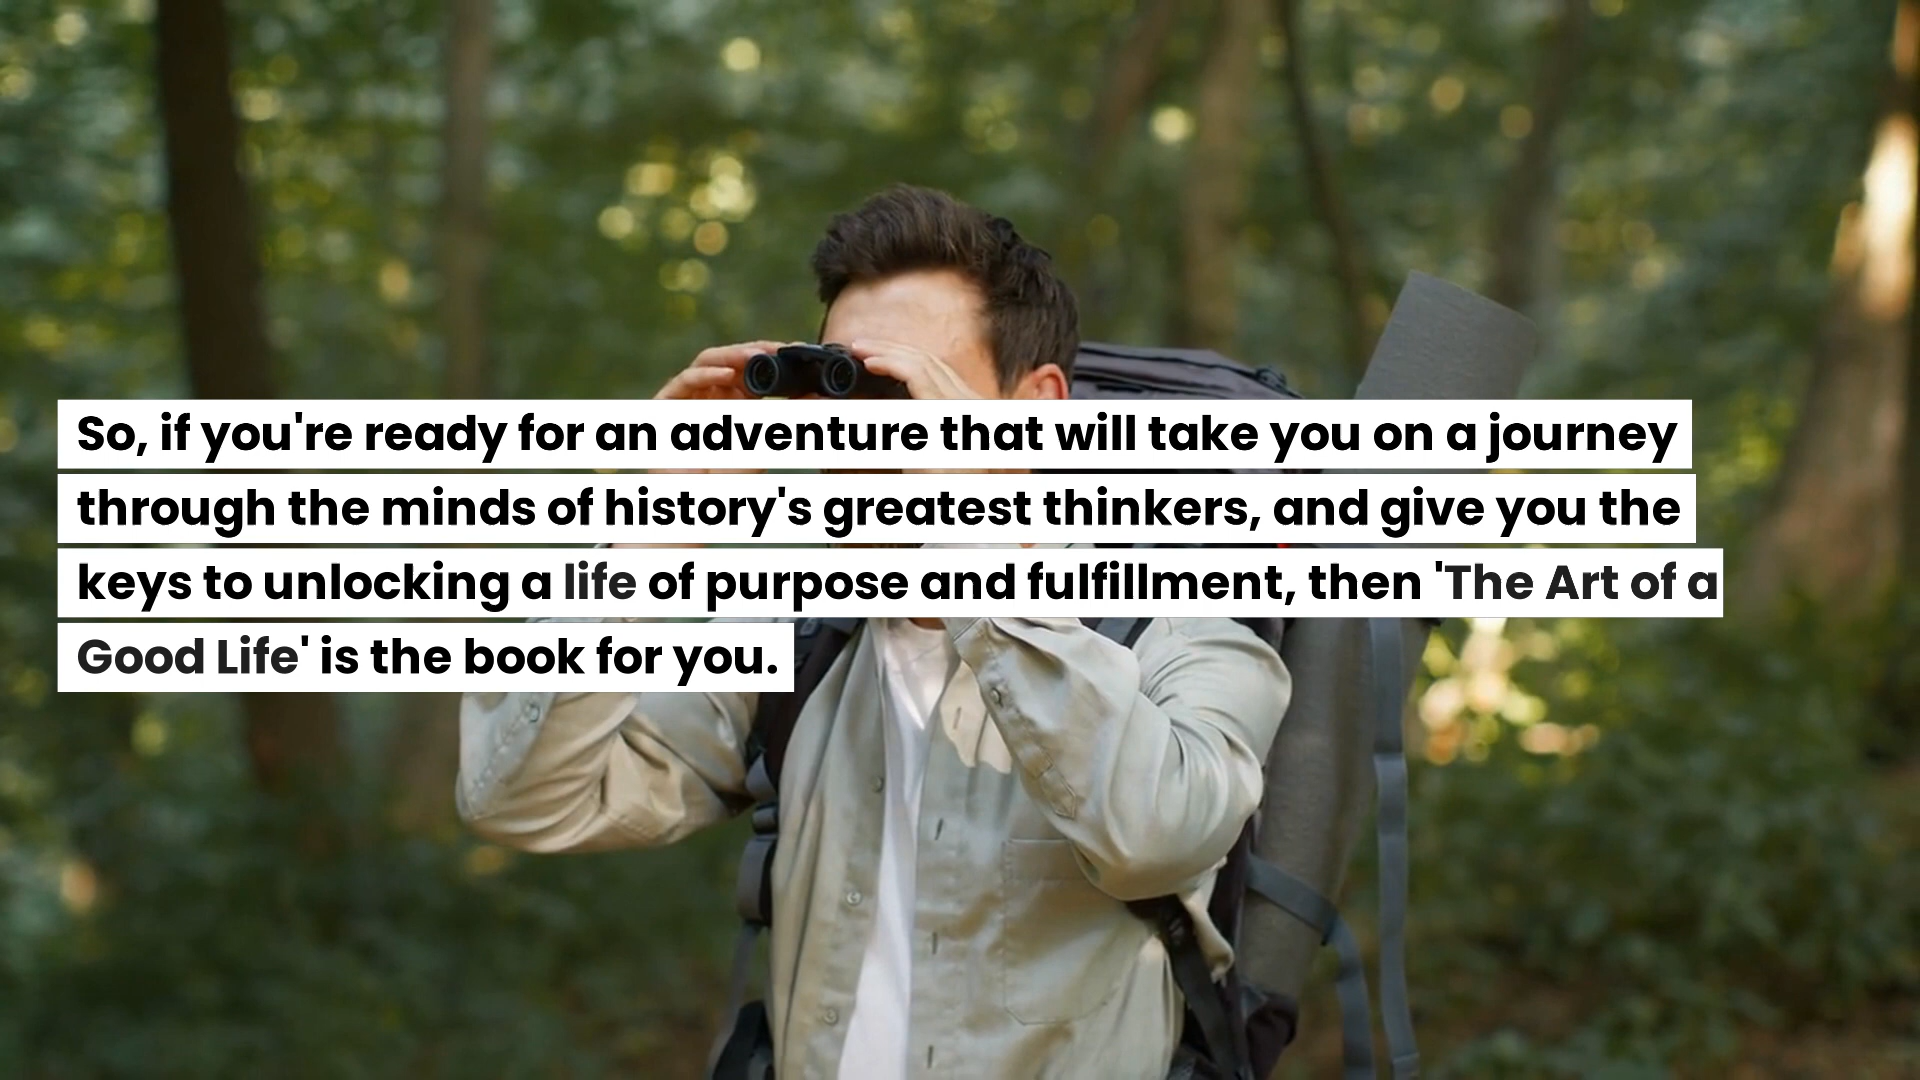 So, if you're ready for an adventure that will take you on a journey
through the minds of history's greatest thinkers, and give you the
keys to unlocking a life of purpose and fulfillment, then 'The Art of a
Good Life' is the book for you.